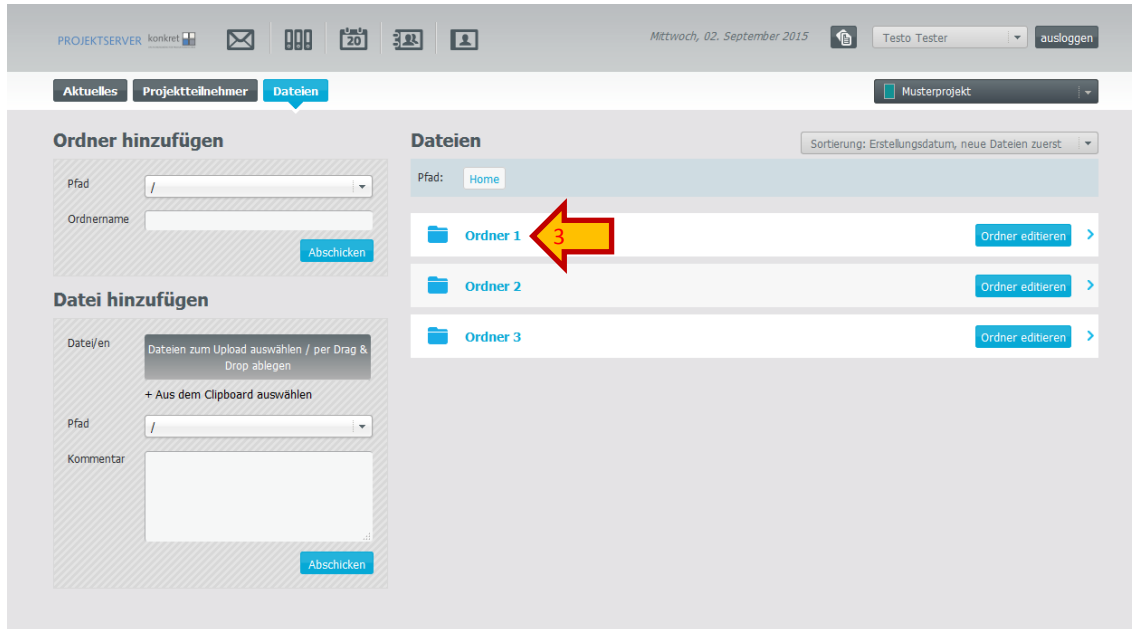 PROJEKTSERVER konkret
20
Mittwoch, 02. September 2015
Testo Tester
ausloggen
Aktuelles
Projektteilnehmer
Dateien
Musterprojekt
Ordner hinzufügen
Pfad
/
Ordnername
Abschicken
Datei hinzufügen
Datei/en
Dateien zum Upload auswählen / per Drag &
Drop ablegen
+ Aus dem Clipboard auswählen
Pfad
/
Kommentar
Abschicken
Dateien
Sortierung: Erstellungsdatum, neue Dateien zuerst
Pfad: Home
Ordner 1
3
Ordner editieren
Ordner 2
Ordner editieren
Ordner 3
Ordner editieren